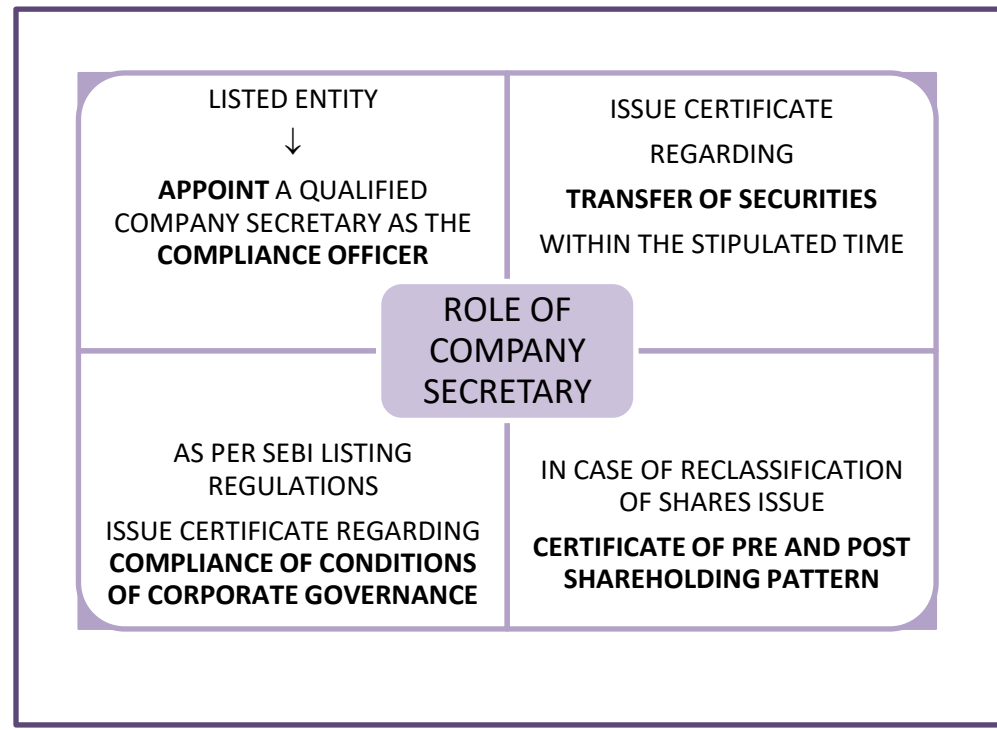 LISTED ENTITY
↓
APPOINT A QUALIFIED
COMPANY SECRETARY AS THE
COMPLIANCE OFFICER
ISSUE CERTIFICATE
REGARDING
TRANSFER OF SECURITIES
WITHIN THE STIPULATED TIME
ROLE OF
COMPANY
SECRETARY
AS PER SEBI LISTING
REGULATIONS
ISSUE CERTIFICATE REGARDING
COMPLIANCE OF CONDITIONS
OF CORPORATE GOVERNANCE
IN CASE OF RECLASSIFICATION
OF SHARES ISSUE
CERTIFICATE OF PRE AND POST
SHAREHOLDING PATTERN